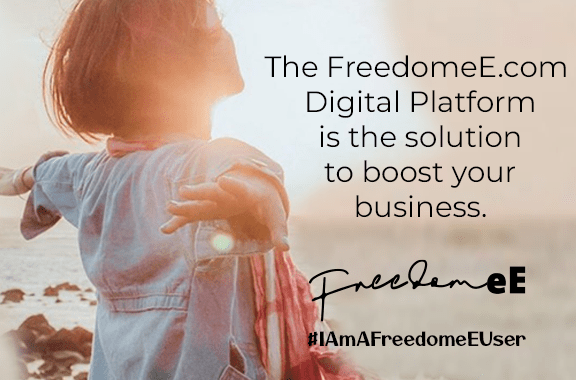 The FreedomeE.com
Digital Platform
is the solution
to boost your
business.
FreedomeE
#IAmAFreedomeEUser